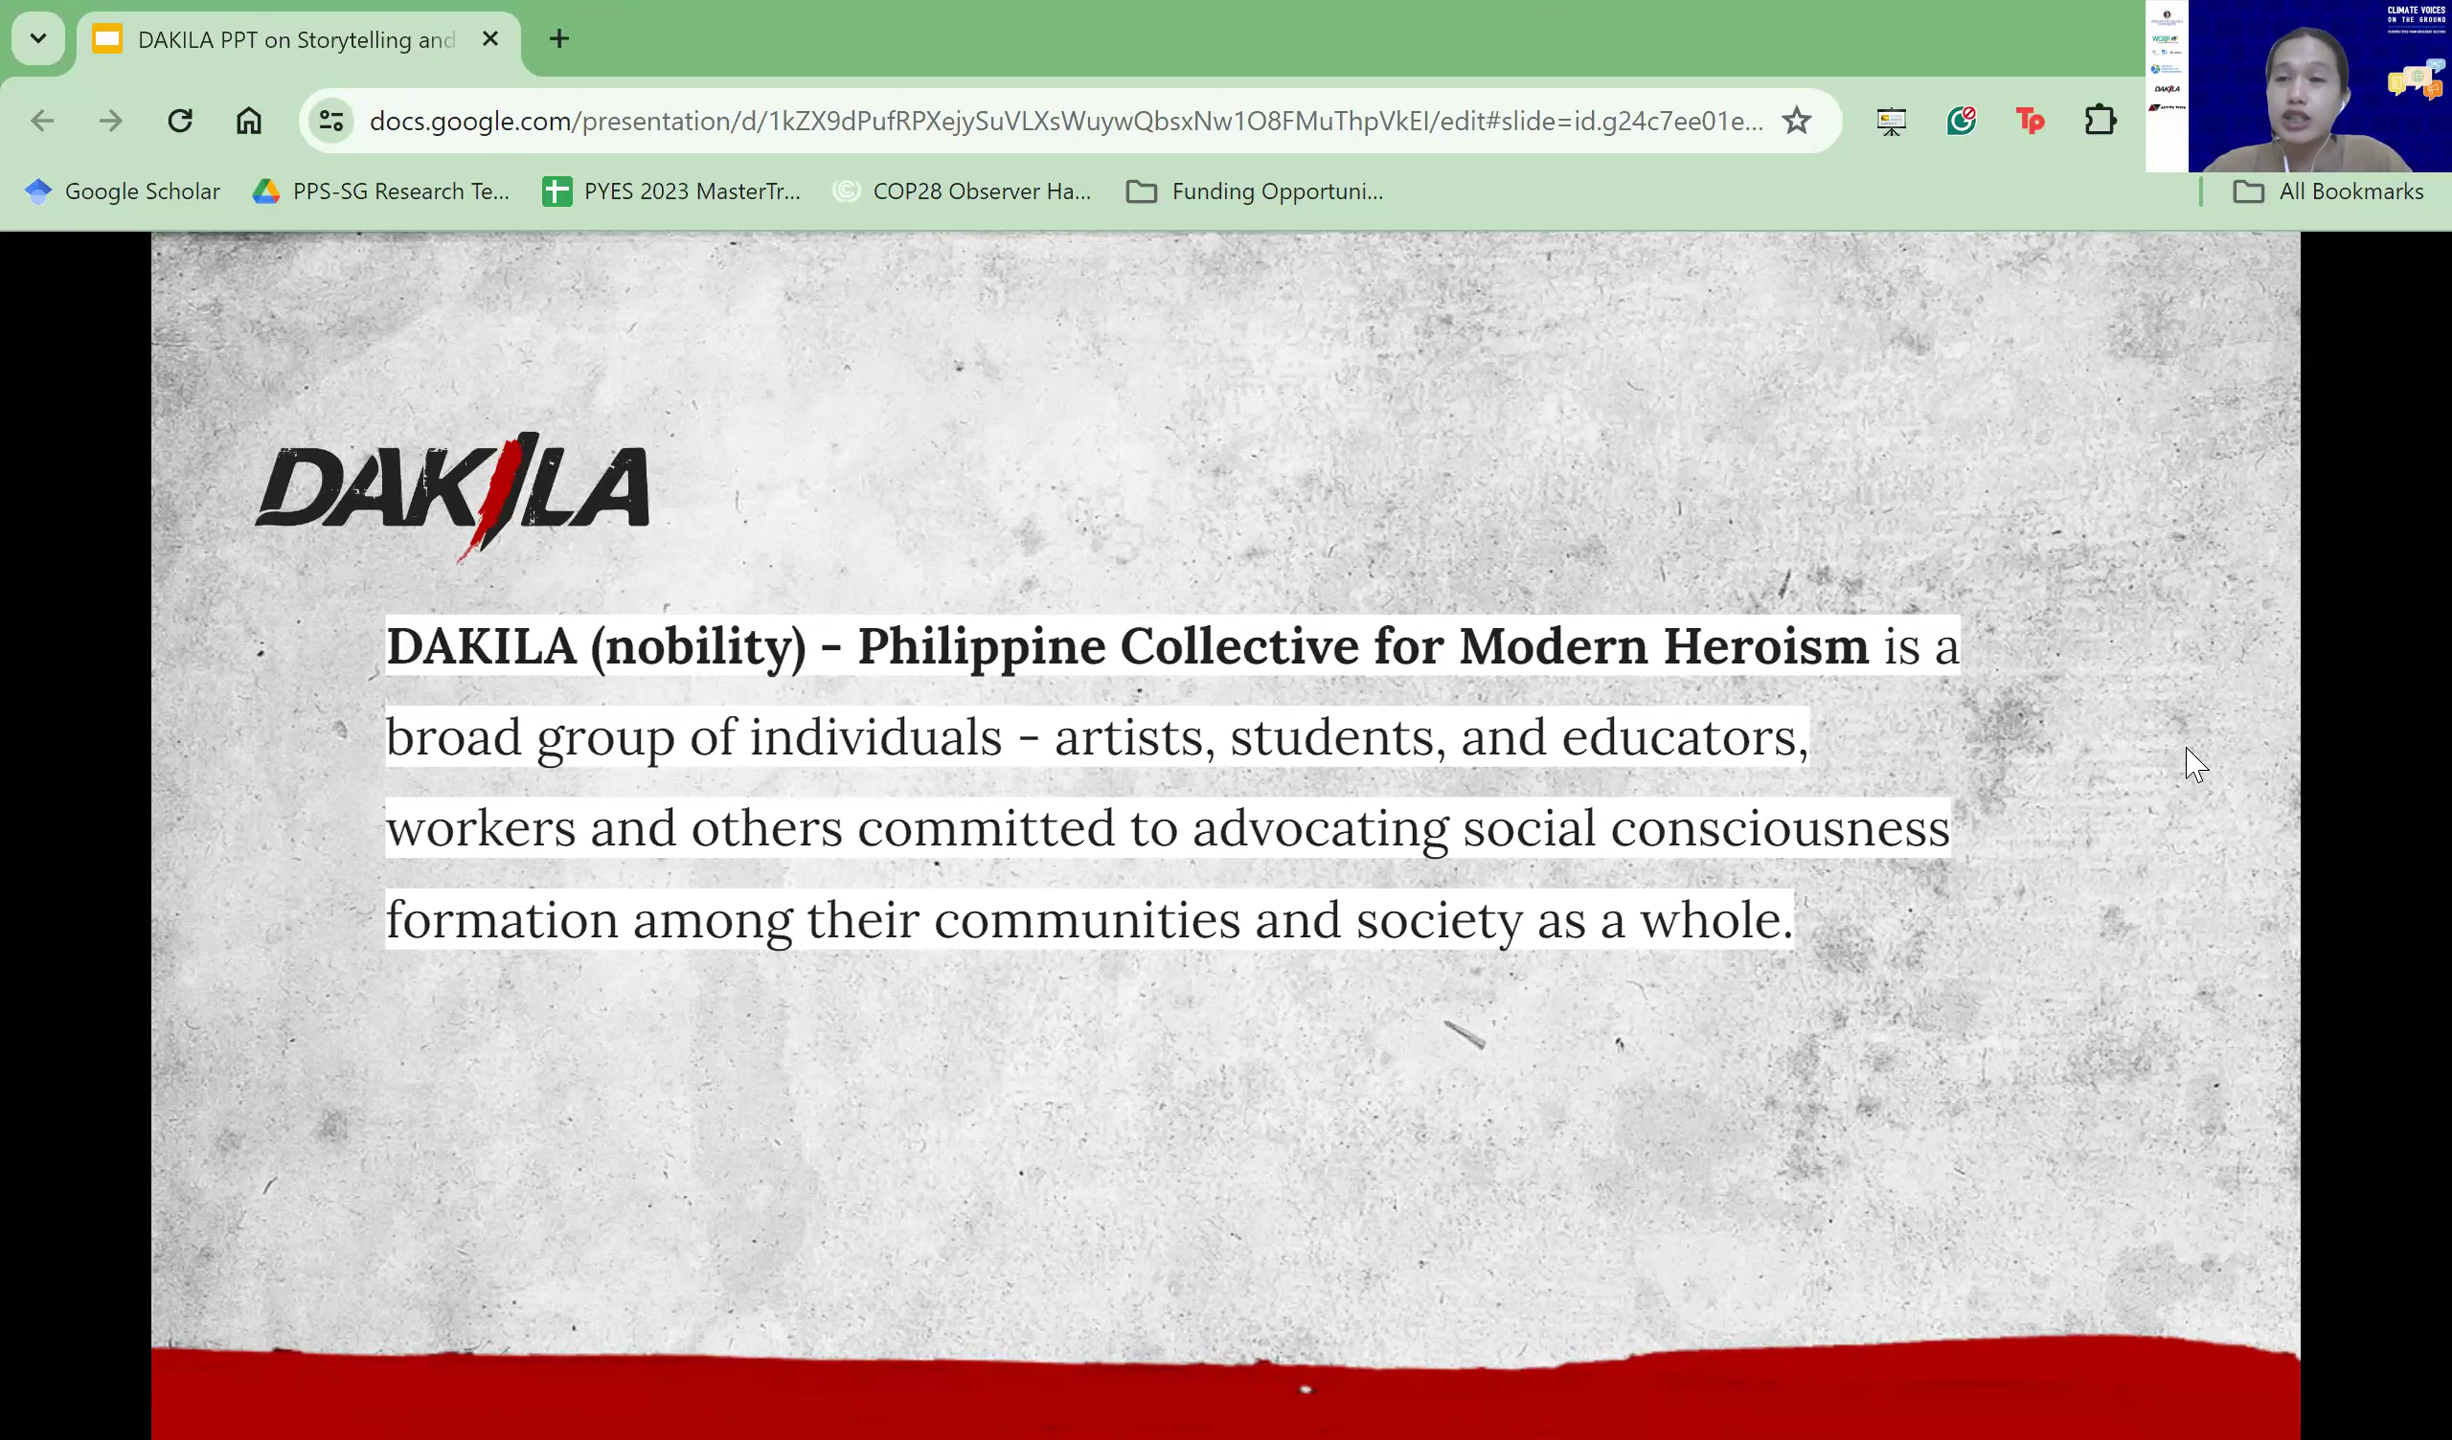 DAKILA PPT on Storytelling and
docs.google.com/presentation/d/1kZX9dPufRPXejySuVLXsWuywQbsxNw1O8FMuThpVkEI/edit#slide=id.g24c7ee01e...
Tp
Google Scholar
PPS-SG Research Te...
PYES 2023 MasterTr...
COP28 Observer Ha...
Funding Opportuni...
All Bookmarks
CLIMATE VOICES
ON THE GROUND
DAKILA
DAKILA
DAKILA (nobility) - Philippine Collective for Modern Heroism is a
broad group of individuals - artists, students, and educators,
workers and others committed to advocating social consciousness
formation among their communities and society as a whole.